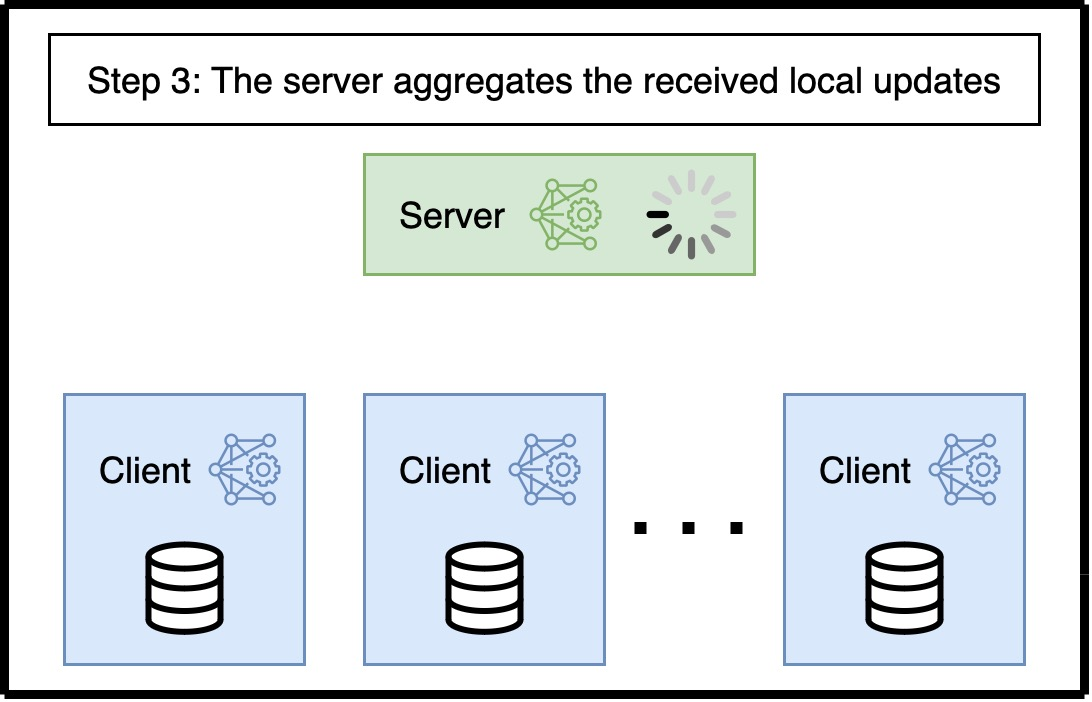 Step 3: The server aggregates the received local updates
Server
Client
Client
. . .
Client